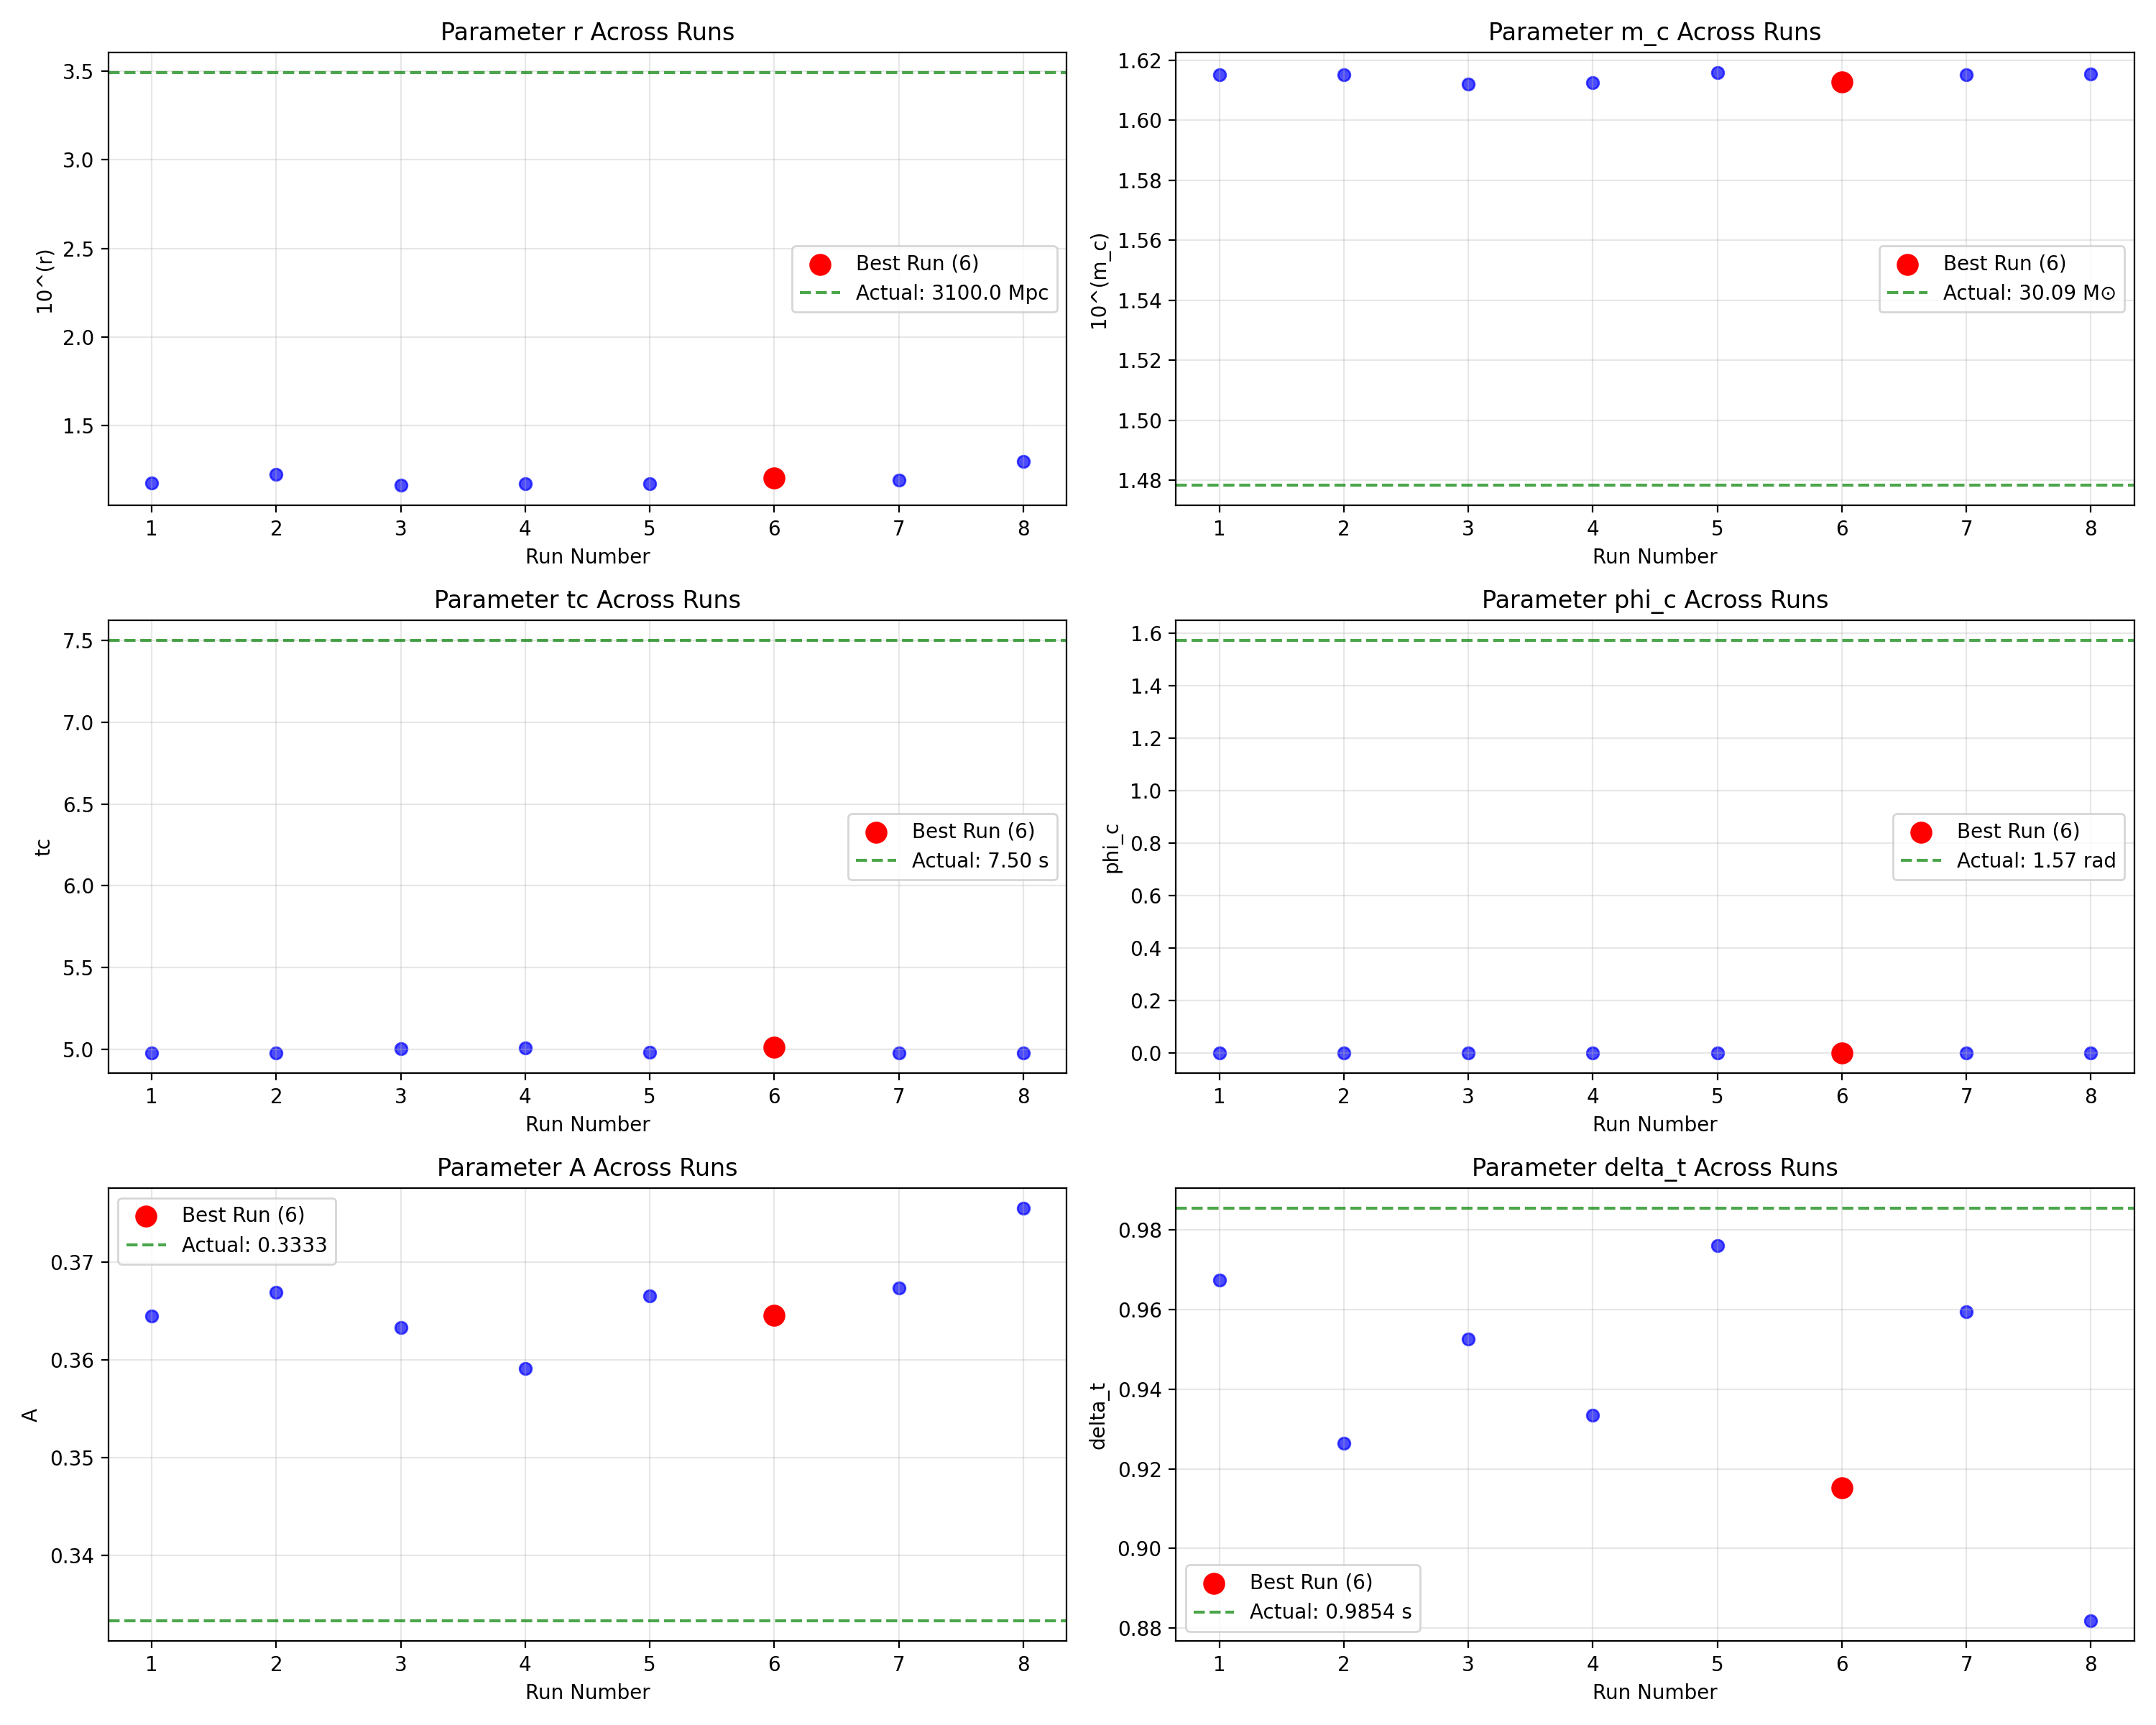 Parameter r Across Runs
10^(r)
3.5
3.0
2.5
2.0
1.5
Best Run (6)
Actual: 3100.0 Mpc
1 2 3 4 5 6 7 8
Run Number
Parameter m_c Across Runs
10^(m_c)
1.62
1.60
1.58
1.56
1.54
1.52
1.50
1.48
Best Run (6)
Actual: 30.09 M⊙
1 2 3 4 5 6 7 8
Run Number
Parameter tc Across Runs
tc
7.5
7.0
6.5
6.0
5.5
5.0
Best Run (6)
Actual: 7.50 s
1 2 3 4 5 6 7 8
Run Number
Parameter phi_c Across Runs
phi_c
1.6
1.4
1.2
1.0
0.8
0.6
0.4
0.2
0.0
Best Run (6)
Actual: 1.57 rad
1 2 3 4 5 6 7 8
Run Number
Parameter A Across Runs
A
0.37
0.36
0.35
0.34
Best Run (6)
Actual: 0.3333
1 2 3 4 5 6 7 8
Run Number
Parameter delta_t Across Runs
delta_t
0.98
0.96
0.94
0.92
0.90
0.88
Best Run (6)
Actual: 0.9854 s
1 2 3 4 5 6 7 8
Run Number